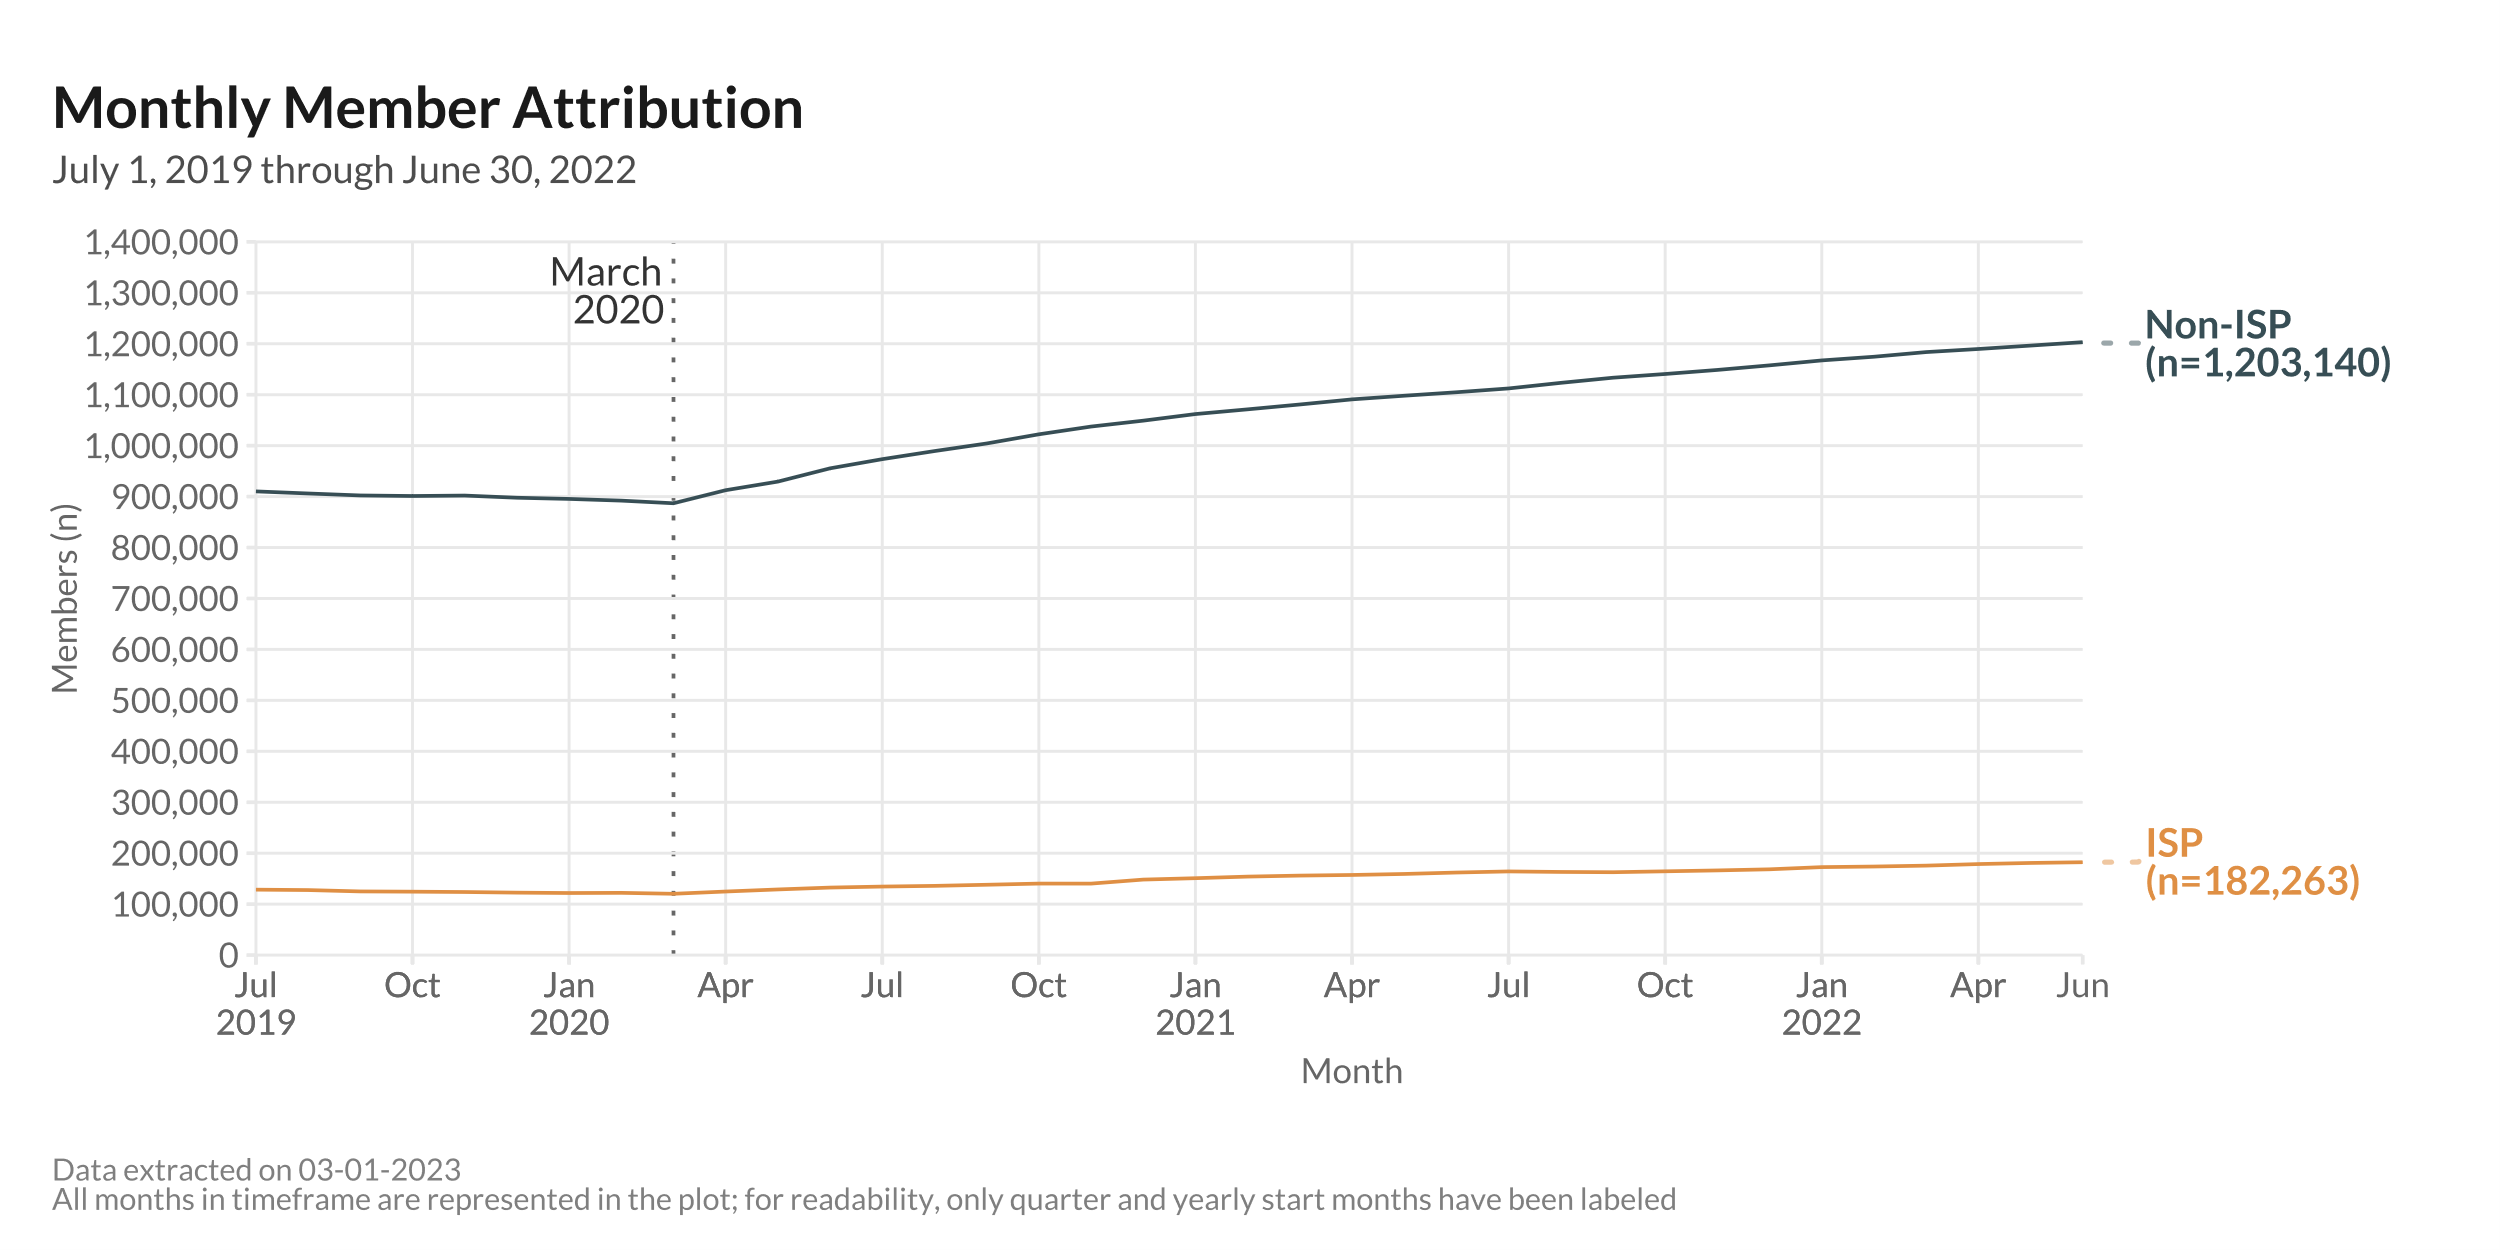 Monthly Member Attribution
July 1, 2019 through June 30, 2022
1,400,000
1,300,000
1,200,000
1,100,000
1,000,000
900,000
800,000
700,000
600,000
500,000
400,000
300,000
200,000
100,000
0
Members (n)
March
2020
Non-ISP
(n=1,203,140)
ISP
(n=182,263)
Jul
2019
Oct
Jan
2020
Apr
Jul
Oct
Jan
2021
Apr
Jul
Oct
Jan
2022
Apr
Jun
Month
Data extracted on 03-01-2023
All months in timeframe are represented in the plot; for readability, only quarter and yearly start months have been labeled